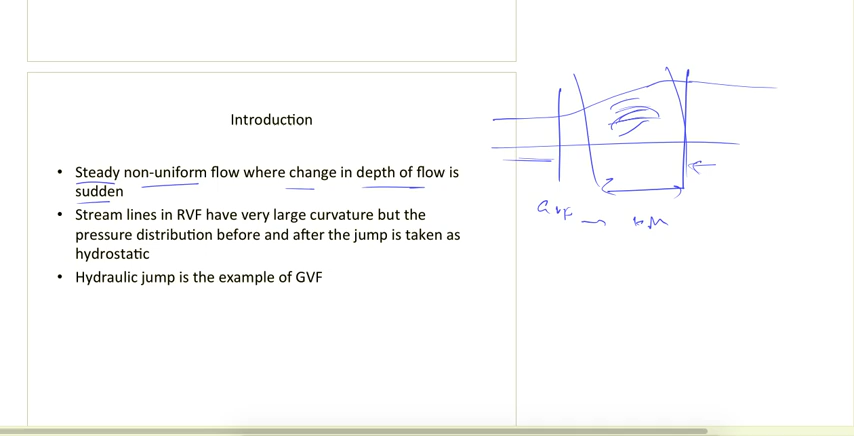 Introduction
• Steady non-uniform flow where change in depth of flow is
sudden
• Stream lines in RVF have very large curvature but the
pressure distribution before and after the jump is taken as
hydrostatic
• Hydraulic jump is the example of GVF
GVF